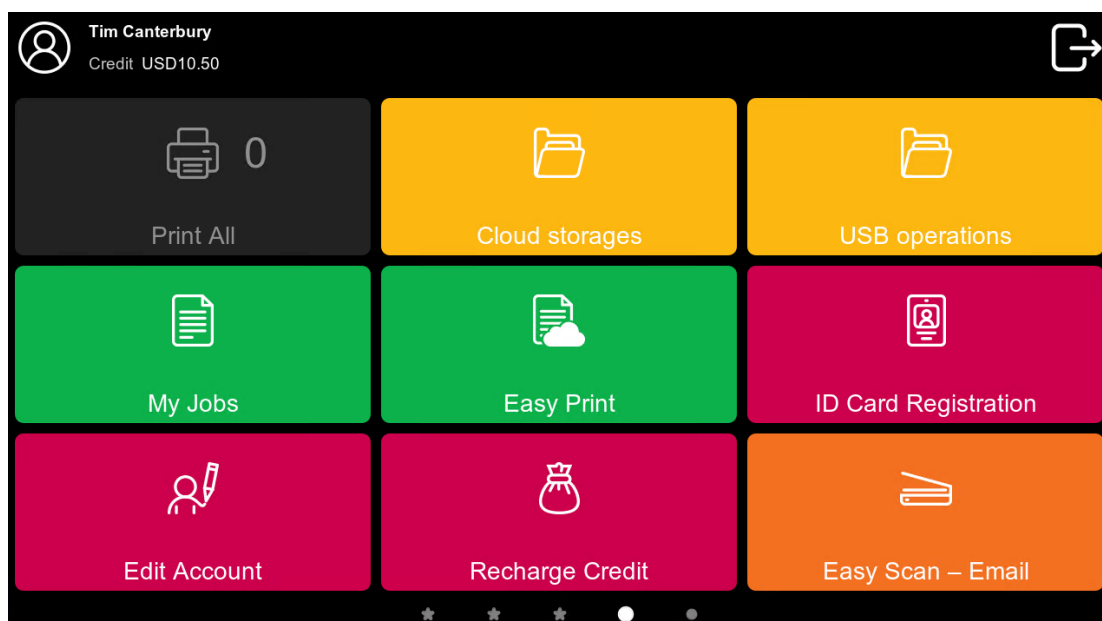 Tim Canterbury
Credit USD10.50
0
Print All
Cloud storages
USB operations
My Jobs
Easy Print
ID Card Registration
Edit Account
Recharge Credit
Easy Scan – Email